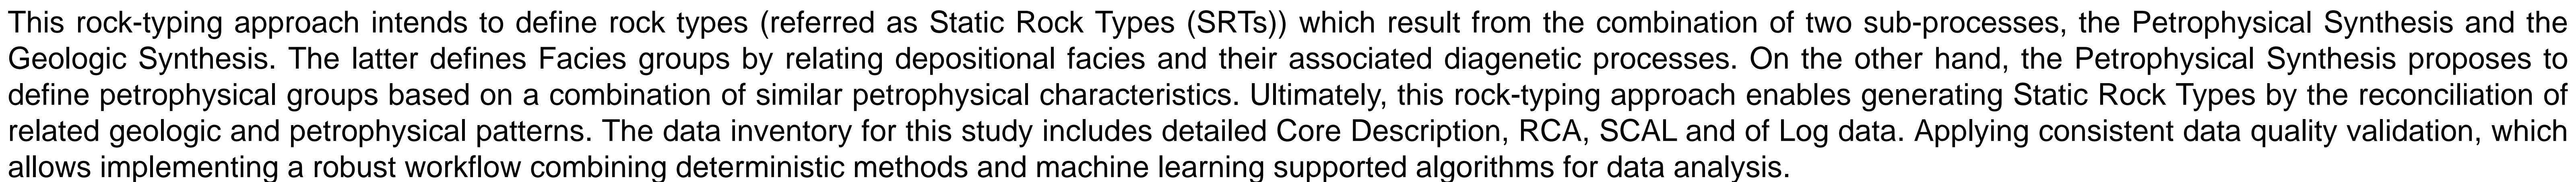 This rock-typing approach intends to define rock types (referred as Static Rock Types (SRTs)) which result from the combination of two sub-processes, the Petrophysical Synthesis and the
Geologic Synthesis. The latter defines Facies groups by relating depositional facies and their associated diagenetic processes. On the other hand, the Petrophysical Synthesis proposes to
define petrophysical groups based on a combination of similar petrophysical characteristics. Ultimately, this rock-typing approach enables generating Static Rock Types by the reconciliation of
related geologic and petrophysical patterns. The data inventory for this study includes detailed Core Description, RCA, SCAL and of Log data. Applying consistent data quality validation, which
allows implementing a robust workflow combining deterministic methods and machine learning supported algorithms for data analysis.